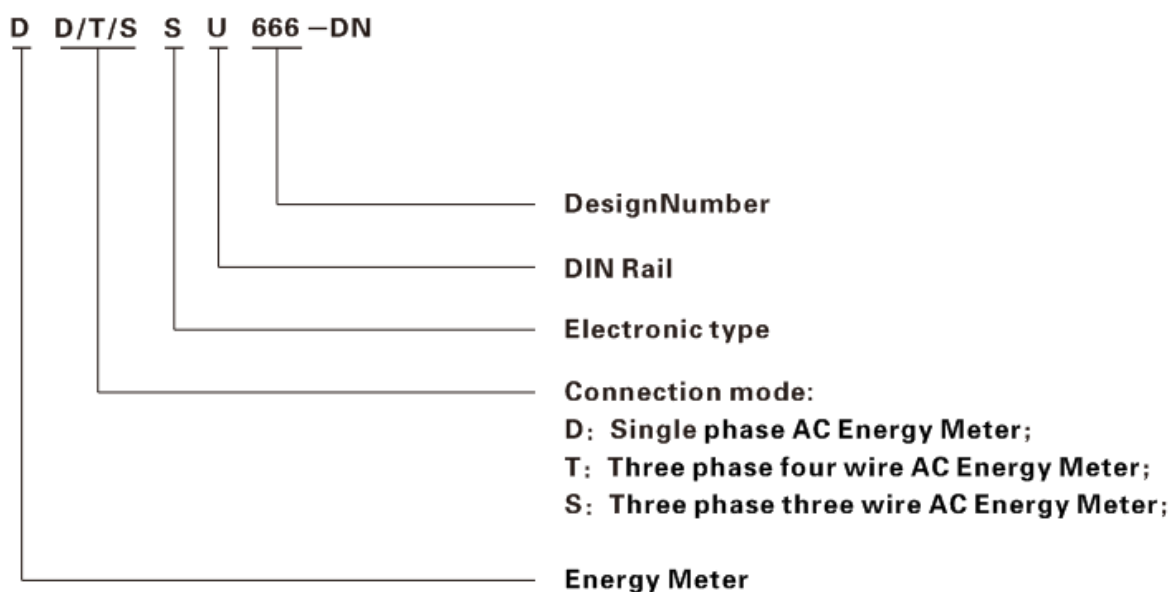 D D/T/S S U 666 –DN
DesignNumber
DIN Rail
Electronic type
Connection mode:
D: Single phase AC Energy Meter;
T: Three phase four wire AC Energy Meter;
S: Three phase three wire AC Energy Meter;
Energy Meter